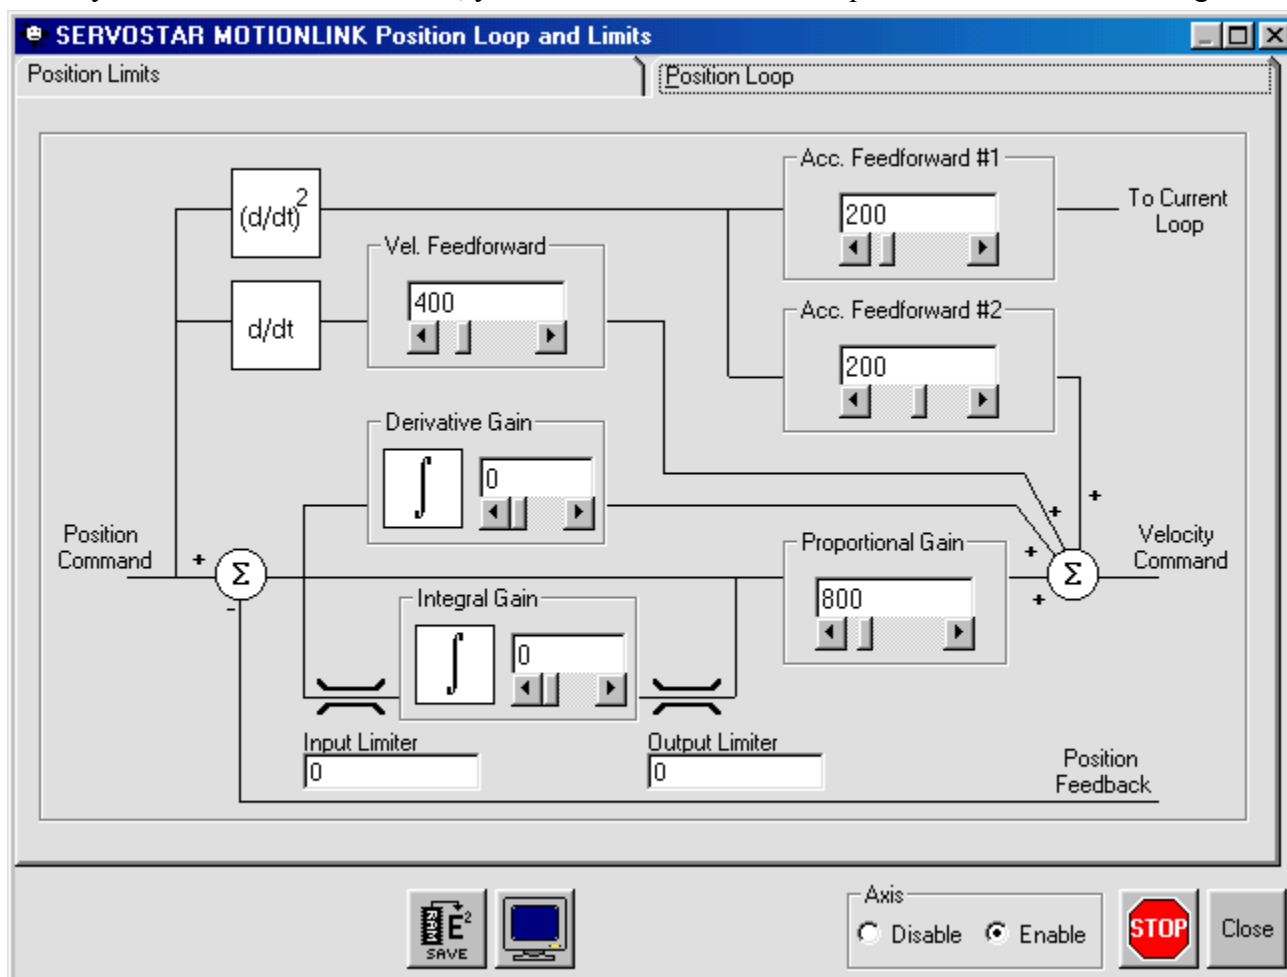 SERVOSTAR MOTIONLINK Position Loop and Limits
Position Limits
Position Loop
(d/dt)2
Acc. Feedforward #1
200
To Current
Loop
Vel. Feedforward
400
d/dt
Acc. Feedforward #2
200
Derivative Gain
∫
0
+
+
Position
Command
+
Σ
-
Proportional Gain
800
+
+
Σ
Velocity
Command
Integral Gain
∫
0
Input Limiter
0
Output Limiter
0
Position
Feedback
RAM
E2
SAVE
Axis
Disable
Enable
STOP
Close